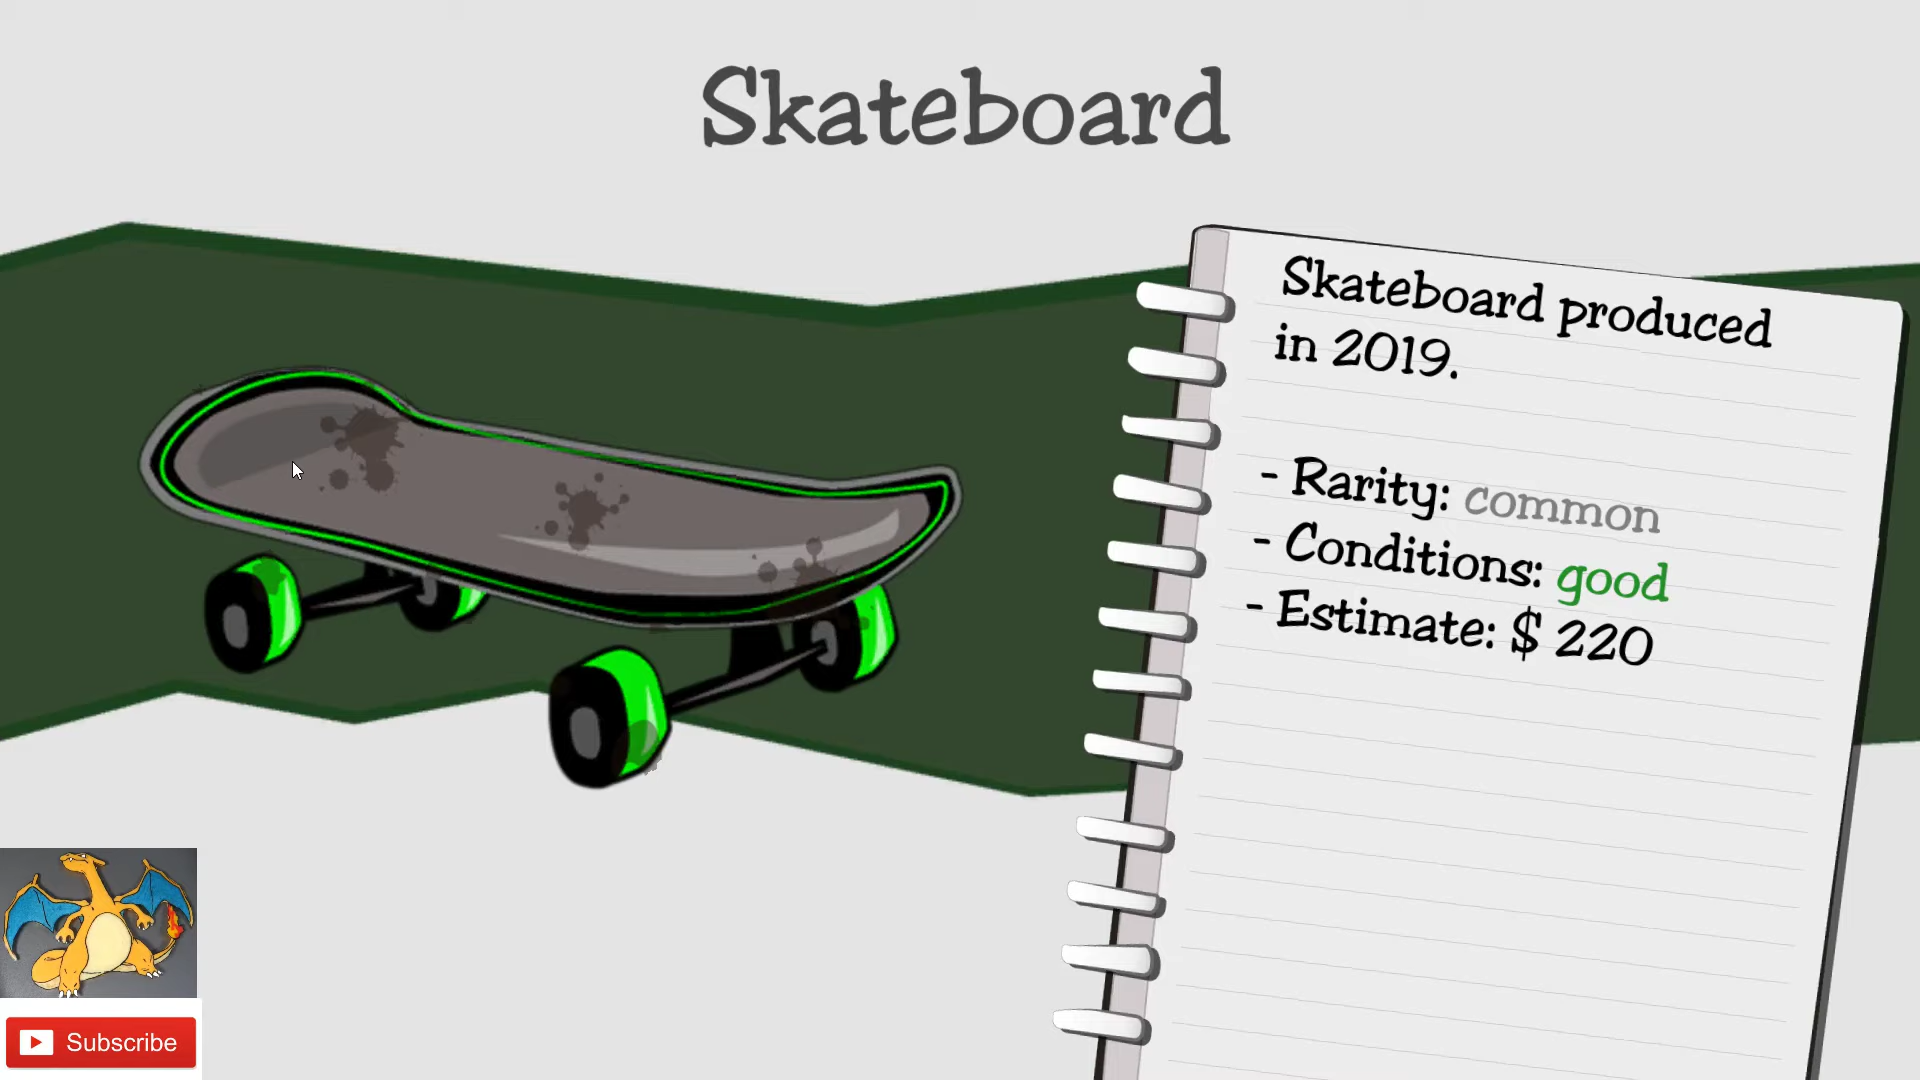 Skateboard
Skateboard produced
in 2019.
- Rarity: common
- Conditions: good
- Estimate: $ 220
Subscribe